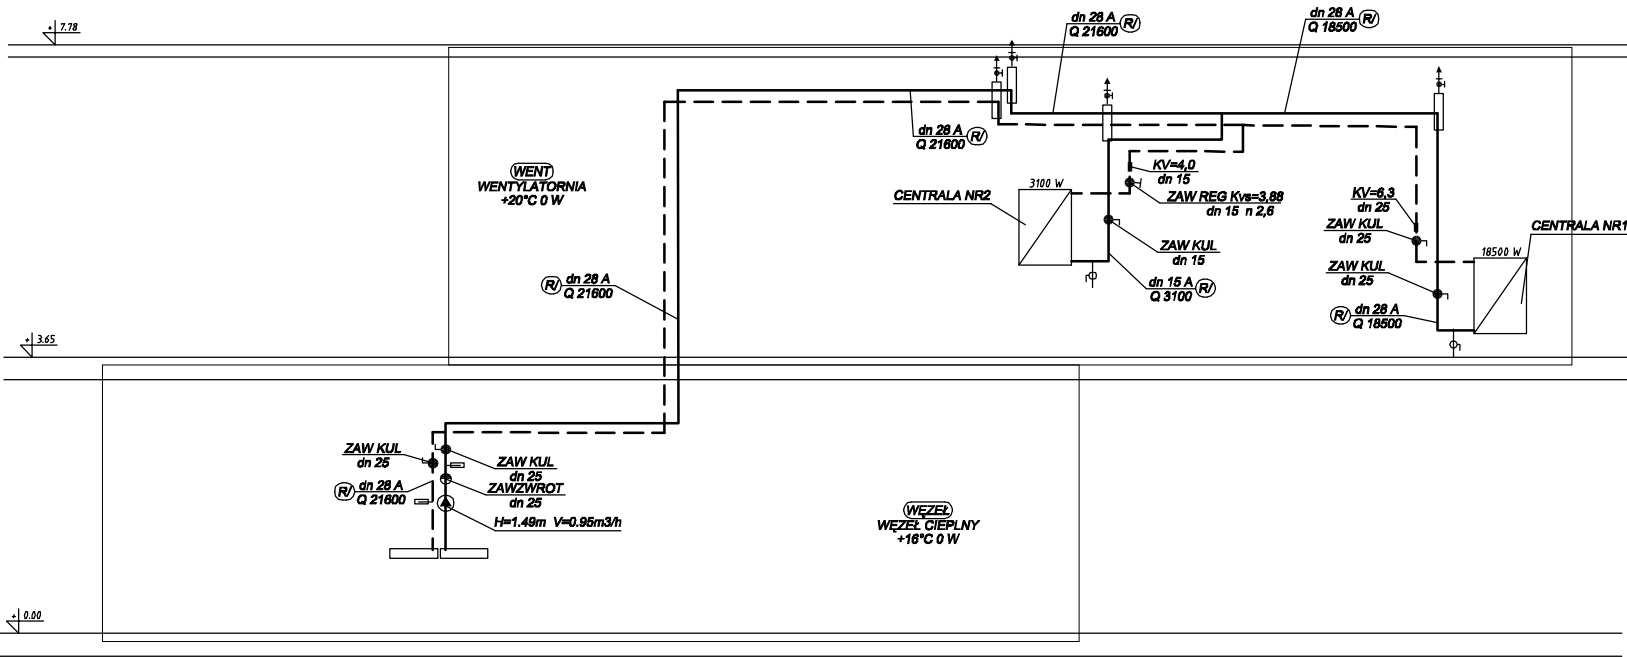 + 7.78
dn 28 A
Q 21600
R/
dn 28 A
Q 18500
R/
dn 28 A
Q 21600
R/
WENT
WENTYLATORNIA
+20°C 0 W
KV=4,0
dn 15
3100 W
CENTRALA NR2
ZAW REG Kvs=3,88
dn 15 n 2,6
KV=6,3
dn 25
ZAW KUL
dn 25
CENTRALA NR1
ZAW KUL
dn 15
18500 W
ZAW KUL
dn 25
R/
dn 28 A
Q 21600
dn 15 A
Q 3100
R/
R/
dn 28 A
Q 18500
+ 3.65
ZAW KUL
dn 25
ZAW KUL
dn 25
R/
dn 28 A
Q 21600
ZAWZWROT
dn 25
H=1.49m V=0.95m3/h
WĘZEŁ
WĘZEŁ CIEPLNY
+16°C 0 W
+ 0.00